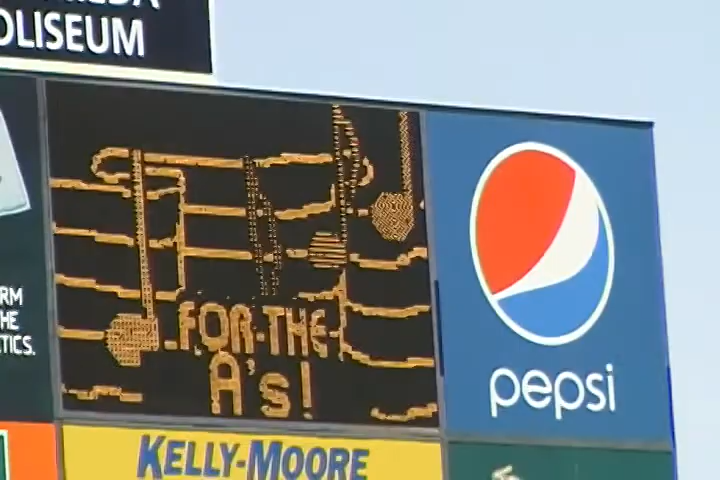 OLISEUM
RM
HE
TICS.
FOR THE
A's!
pepsi
KELLY-MOORE